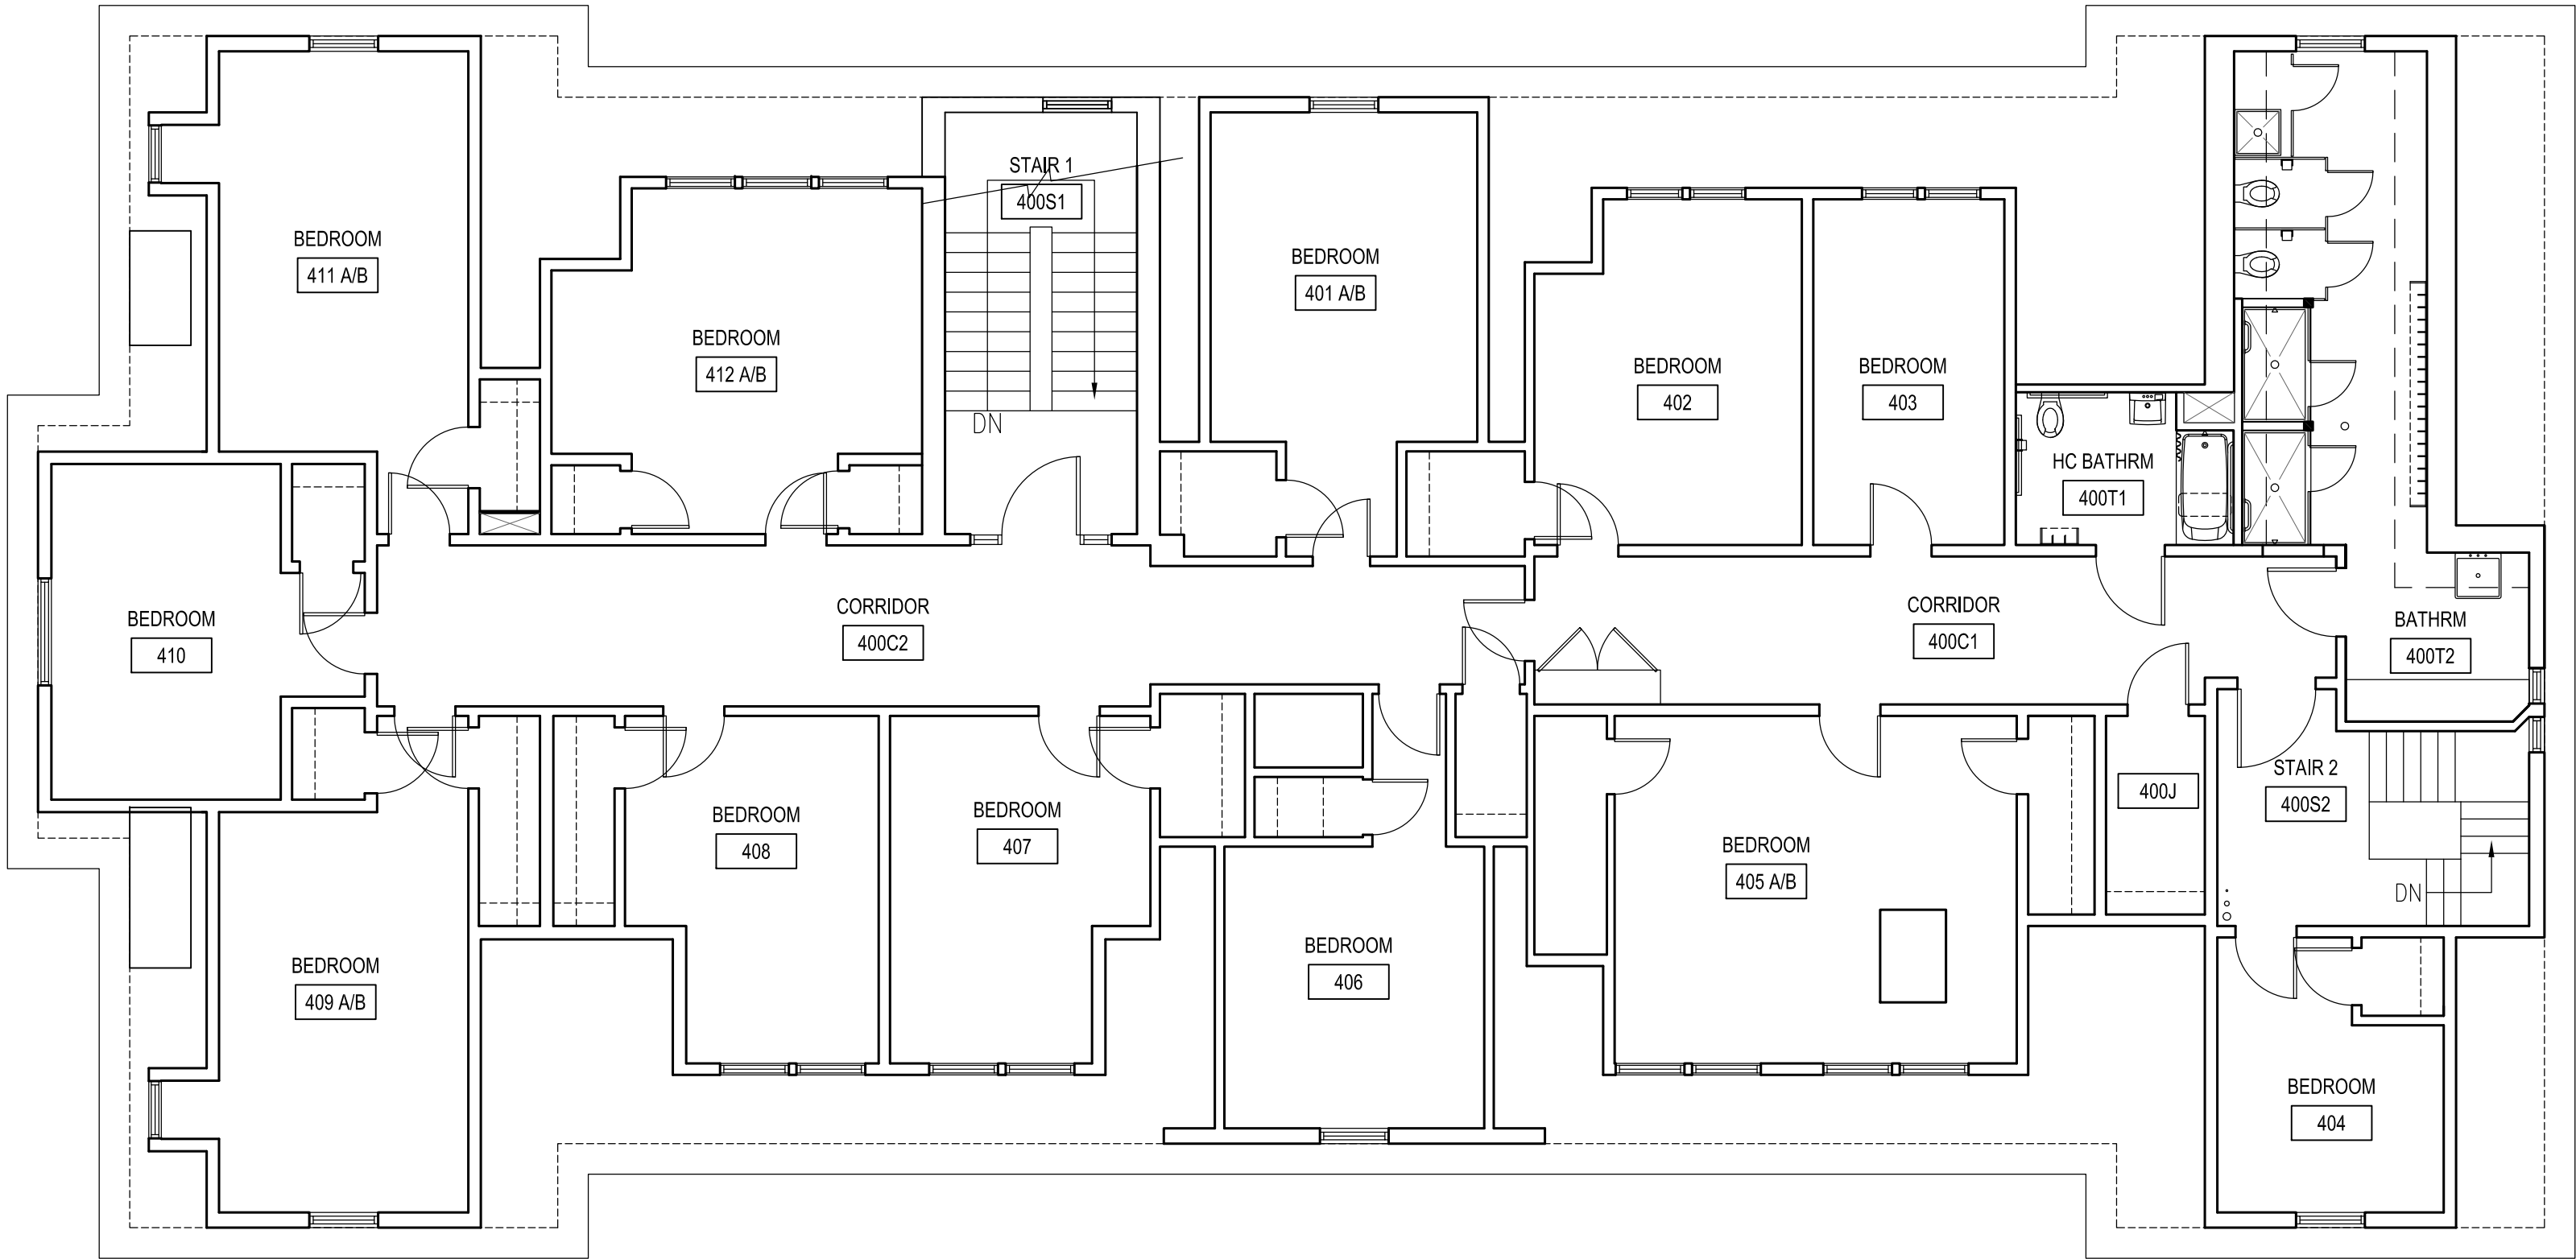 STAIR 1
400S1
BEDROOM
411 A/B
BEDROOM
401 A/B
BEDROOM
412 A/B
BEDROOM
402
BEDROOM
403
DN
HC BATHRM
400T1
BEDROOM
410
CORRIDOR
400C2
CORRIDOR
400C1
BATHRM
400T2
STAIR 2
400S2
400J
BEDROOM
408
BEDROOM
407
BEDROOM
405 A/B
DN
BEDROOM
409 A/B
BEDROOM
406
BEDROOM
404